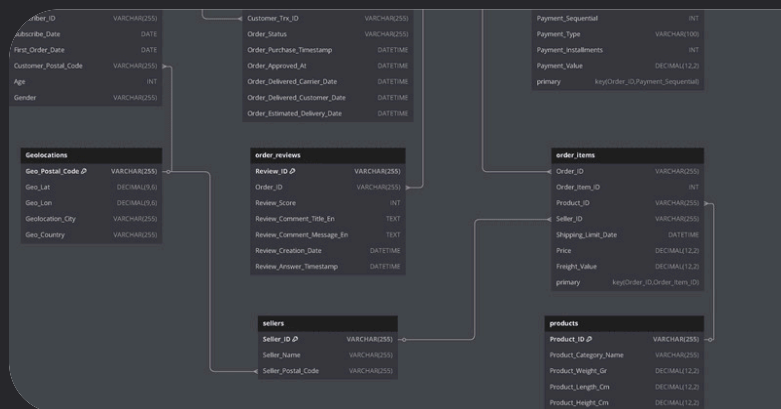 Subscribe_Date DATE
First_Order_Date DATE
Customer_Postal_Code VARCHAR(255)
Age INT
Gender VARCHAR(255)
Customer_Trx_ID VARCHAR(255)
Order_Status VARCHAR(255)
Order_Purchase_Timestamp DATETIME
Order_Approved_At DATETIME
Order_Delivered_Carrier_Date DATETIME
Order_Delivered_Customer_Date DATETIME
Order_Estimated_Delivery_Date DATETIME
Payment_Sequential INT
Payment_Type VARCHAR(100)
Payment_Installments INT
Payment_Value DECIMAL(12,2)
primary key(Order_ID,Payment_Sequential)
Geolocations
Geo_Postal_Code VARCHAR(255)
Geo_Lat DECIMAL(9,6)
Geo_Lon DECIMAL(9,6)
Geolocation_City VARCHAR(255)
Geo_Country VARCHAR(255)
order_reviews
Review_ID VARCHAR(255)
Order_ID VARCHAR(255)
Review_Score INT
Review_Comment_Title_En TEXT
Review_Comment_Message_En TEXT
Review_Creation_Date DATETIME
Review_Answer_Timestamp DATETIME
order_items
Order_ID VARCHAR(255)
Order_Item_ID INT
Product_ID VARCHAR(255)
Seller_ID VARCHAR(255)
Shipping_Limit_Date DATETIME
Price DECIMAL(12,2)
Freight_Value DECIMAL(12,2)
primary key(Order_ID,Order_Item_ID)
sellers
Seller_ID VARCHAR(255)
Seller_Name VARCHAR(255)
Seller_Postal_Code VARCHAR(255)
products
Product_ID VARCHAR(255)
Product_Category_Name VARCHAR(255)
Product_Weight_Gr DECIMAL(12,2)
Product_Length_Cm DECIMAL(12,2)
Product_Height_Cm DECIMAL(12,2)